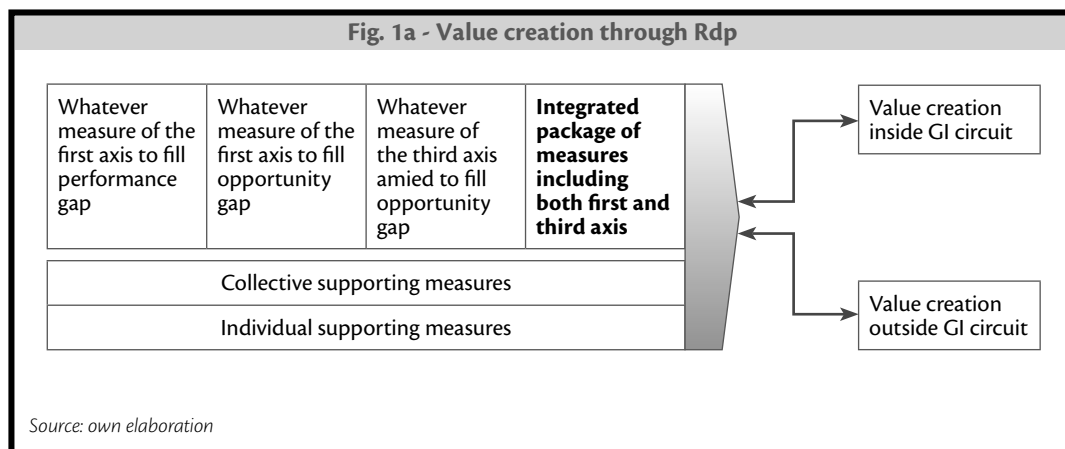 Fig. 1a - Value creation through Rdp
Whatever
measure of the
first axis to fill
performance
gap
Whatever
measure of the
first axis to fill
opportunity
gap
Whatever
measure of
the third axis
amied to fill
opportunity
gap
Integrated
package of
measures
including
both first and
third axis
Collective supporting measures
Individual supporting measures
Value creation
inside GI circuit
Value creation
outside GI circuit
Source: own elaboration